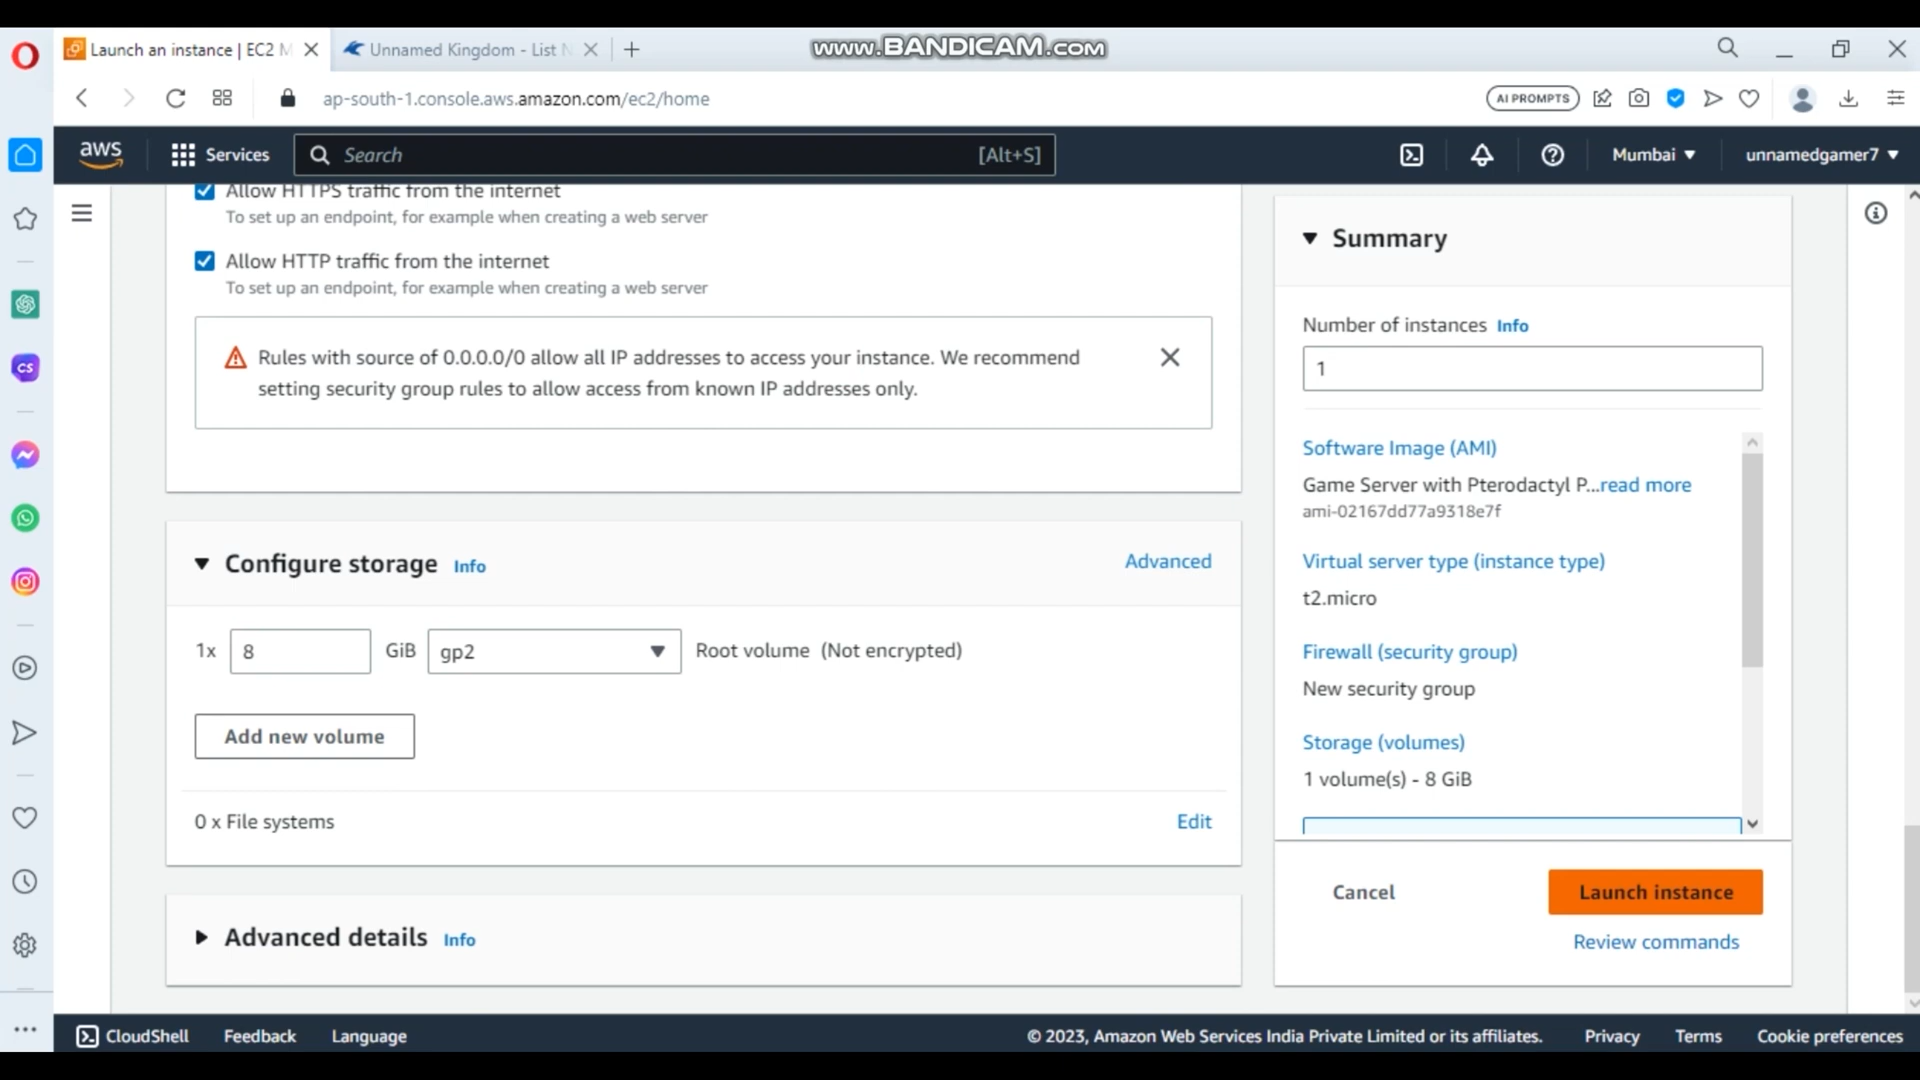 Launch an instance | EC2 M
Unnamed Kingdom - List N
www.BANDICAM.com
ap-south-1.console.aws.amazon.com/ec2/home
AI PROMPTS
aws
Services
Search
[Alt+S]
Mumbai
unnamedgamer7
Allow HTTPS traffic from the internet
To set up an endpoint, for example when creating a web server
Allow HTTP traffic from the internet
To set up an endpoint, for example when creating a web server
Rules with source of 0.0.0.0/0 allow all IP addresses to access your instance. We recommend
setting security group rules to allow access from known IP addresses only.
Configure storage Info
Advanced
1x 8 GiB gp2 Root volume (Not encrypted)
Add new volume
0 x File systems
Edit
Advanced details Info
Summary
Number of instances Info
1
Software Image (AMI)
Game Server with Pterodactyl P...read more
ami-02167dd77a9318e7f
Virtual server type (instance type)
t2.micro
Firewall (security group)
New security group
Storage (volumes)
1 volume(s) - 8 GiB
Cancel
Launch instance
Review commands
CS
CloudShell
Feedback
Language
© 2023, Amazon Web Services India Private Limited or its affiliates.
Privacy
Terms
Cookie preferences